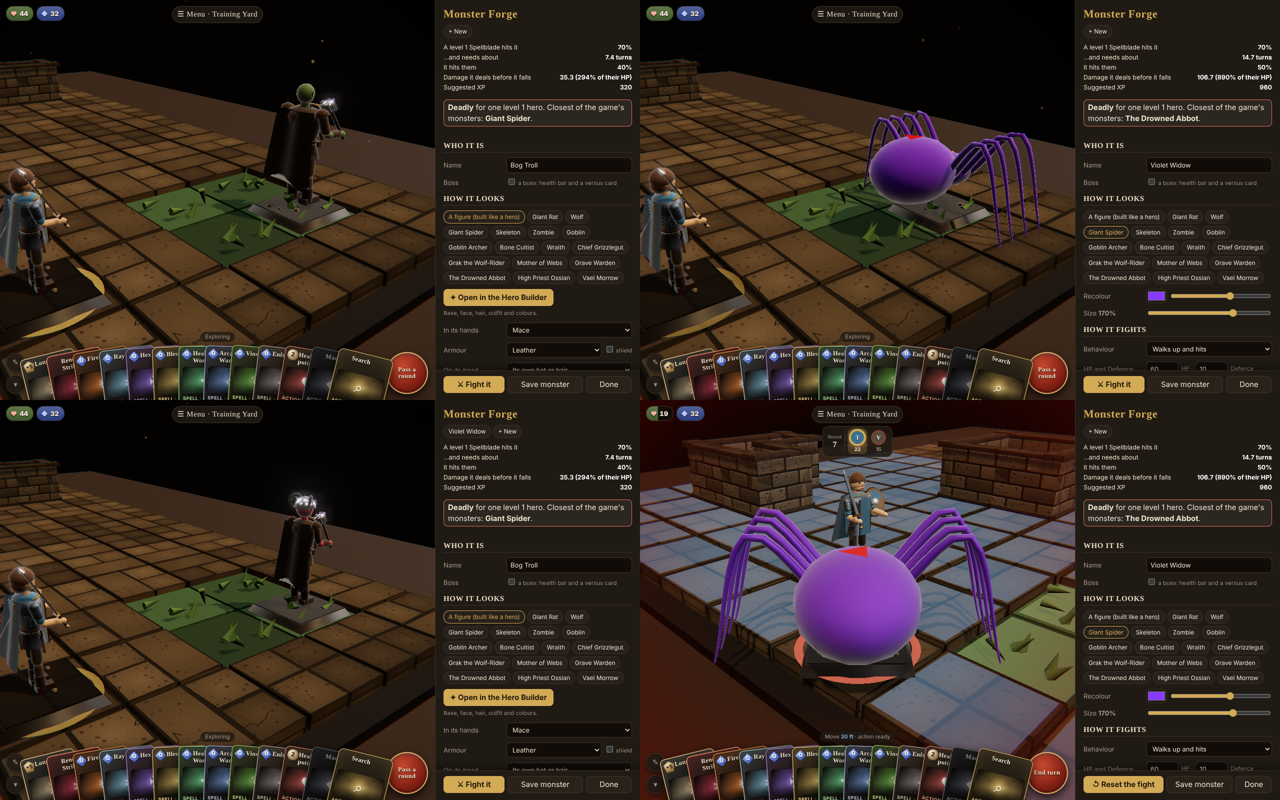 ♥ 44 ◆ 32
☰ Menu · Training Yard
Exploring
Search
Pass a round
Monster Forge
+ New
A level 1 Spellblade hits it 70%
...and needs about 7.4 turns
It hits them 40%
Damage it deals before it falls 35.3 (294% of their HP)
Suggested XP 320
Deadly for one level 1 hero. Closest of the game's
monsters: Giant Spider.
WHO IT IS
Name Bog Troll
Boss a boss: health bar and a versus card
HOW IT LOOKS
A figure (built like a hero) Giant Rat Wolf
Giant Spider Skeleton Zombie Goblin
Goblin Archer Bone Cultist Wraith Chief Grizzlegut
Grak the Wolf-Rider Mother of Webs Grave Warden
The Drowned Abbot High Priest Ossian Vael Morrow
✦ Open in the Hero Builder
Base, face, hair, outfit and colours.
In its hands Mace
Armour Leather shield
⚔ Fight it Save monster Done
♥ 44 ◆ 32
☰ Menu · Training Yard
Exploring
Search
Pass a round
Monster Forge
+ New
A level 1 Spellblade hits it 70%
...and needs about 14.7 turns
It hits them 50%
Damage it deals before it falls 106.7 (890% of their HP)
Suggested XP 960
Deadly for one level 1 hero. Closest of the game's
monsters: The Drowned Abbot.
WHO IT IS
Name Violet Widow
Boss a boss: health bar and a versus card
HOW IT LOOKS
A figure (built like a hero) Giant Rat Wolf
Giant Spider Skeleton Zombie Goblin
Goblin Archer Bone Cultist Wraith Chief Grizzlegut
Grak the Wolf-Rider Mother of Webs Grave Warden
The Drowned Abbot High Priest Ossian Vael Morrow
Recolour
Size 170%
HOW IT FIGHTS
Behaviour Walks up and hits
⚔ Fight it Save monster Done
♥ 44 ◆ 32
☰ Menu · Training Yard
Exploring
Search
Pass a round
Monster Forge
Violet Widow + New
A level 1 Spellblade hits it 70%
...and needs about 7.4 turns
It hits them 40%
Damage it deals before it falls 35.3 (294% of their HP)
Suggested XP 320
Deadly for one level 1 hero. Closest of the game's
monsters: Giant Spider.
WHO IT IS
Name Bog Troll
Boss a boss: health bar and a versus card
HOW IT LOOKS
A figure (built like a hero) Giant Rat Wolf
Giant Spider Skeleton Zombie Goblin
Goblin Archer Bone Cultist Wraith Chief Grizzlegut
Grak the Wolf-Rider Mother of Webs Grave Warden
The Drowned Abbot High Priest Ossian Vael Morrow
✦ Open in the Hero Builder
Base, face, hair, outfit and colours.
In its hands Mace
Armour Leather shield
⚔ Fight it Save monster Done
♥ 19 ◆ 32
☰ Menu · Training Yard
Round 7 T 22 V 15
Move 30 ft · action ready
Search
End turn
Monster Forge
+ New
A level 1 Spellblade hits it 70%
...and needs about 14.7 turns
It hits them 50%
Damage it deals before it falls 106.7 (890% of their HP)
Suggested XP 960
Deadly for one level 1 hero. Closest of the game's
monsters: The Drowned Abbot.
WHO IT IS
Name Violet Widow
Boss a boss: health bar and a versus card
HOW IT LOOKS
A figure (built like a hero) Giant Rat Wolf
Giant Spider Skeleton Zombie Goblin
Goblin Archer Bone Cultist Wraith Chief Grizzlegut
Grak the Wolf-Rider Mother of Webs Grave Warden
The Drowned Abbot High Priest Ossian Vael Morrow
Recolour
Size 170%
HOW IT FIGHTS
Behaviour Walks up and hits
↺ Reset the fight Save monster Done